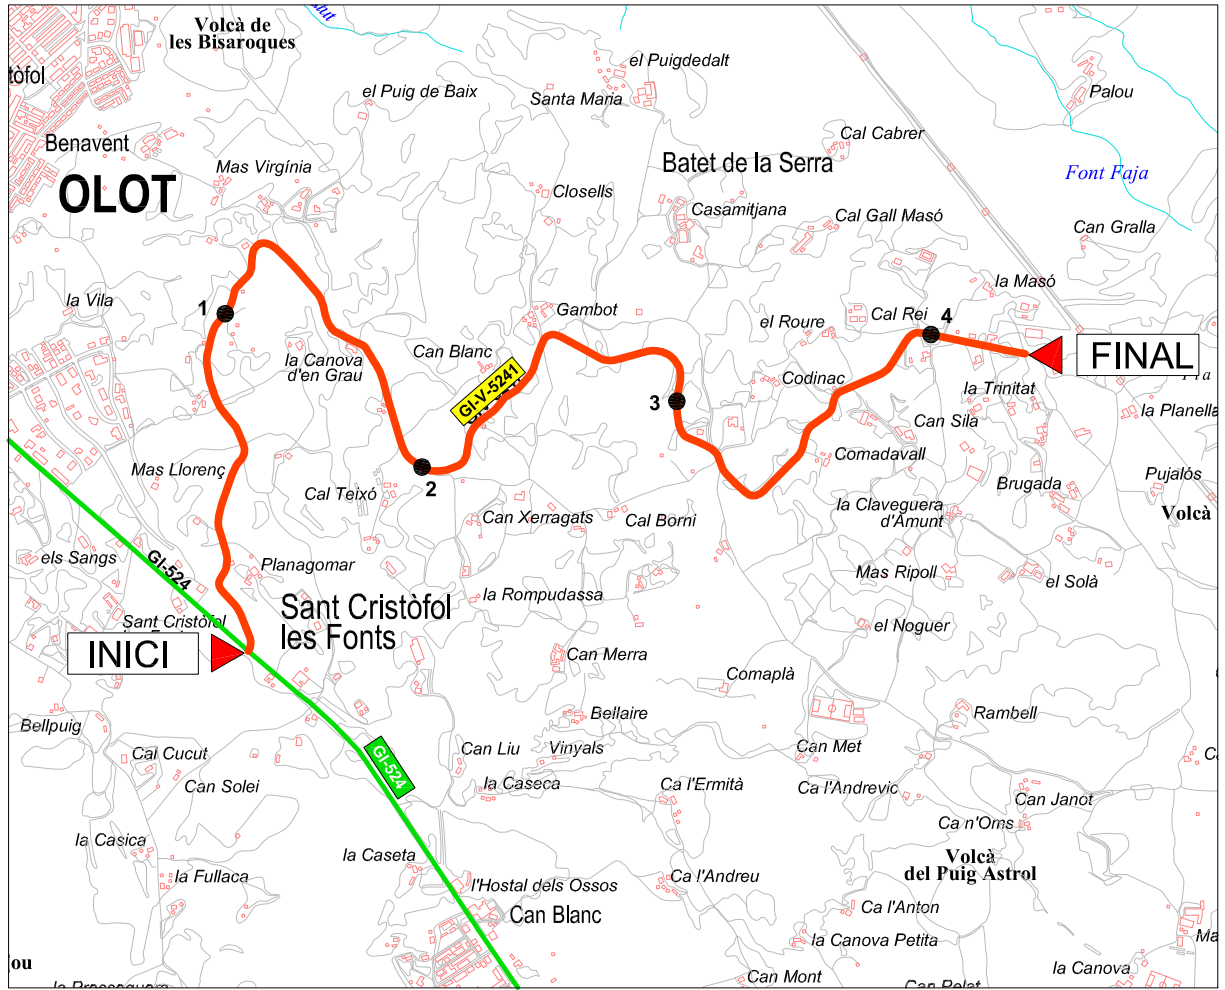 Volcà de
les Bisaroques
tòfol
el Puigdedalt
el Puig de Baix
Santa Maria
Palou
Cal Cabrer
Benavent
Batet de la Serra
Mas Virgínia
Font Faja
OLOT
Closells
Casamitjana
Cal Gall Masó
Can Gralla
la Masó
la Vila
1
Gambot
Cal Rei
4
el Roure
FINAL
la Canova
d'en Grau
Can Blanc
GI-V-5241
Codinac
la Trinitat
3
la Planella
Can Sila
Mas Llorenç
2
Comadavall
Pujalós
Cal Teixó
Brugada
Can Xerragats
Cal Borni
la Claveguera
d'Amunt
Volcà
els Sangs
GI-524
Planagomar
Mas Ripoll
el Solà
Sant Cristòfol
les Fonts
la Rompudassa
Sant Cristòfol
el Noguer
INICI
Can Merra
Comaplà
Bellpuig
Bellaire
Rambell
Cal Cucut
Can Liu
Vinyals
Can Met
GI-524
Can Solei
la Caseca
Ca l'Ermità
Ca l'Andrevic
Can Janot
Ca n'Oms
la Casica
la Caseta
Volcà
del Puig Astrol
la Fullaca
l'Hostal dels Ossos
Ca l'Andreu
Can Blanc
Ca l'Anton
la Canova Petita
Ma
ou
la Canova
Can Mont
Can Pelat